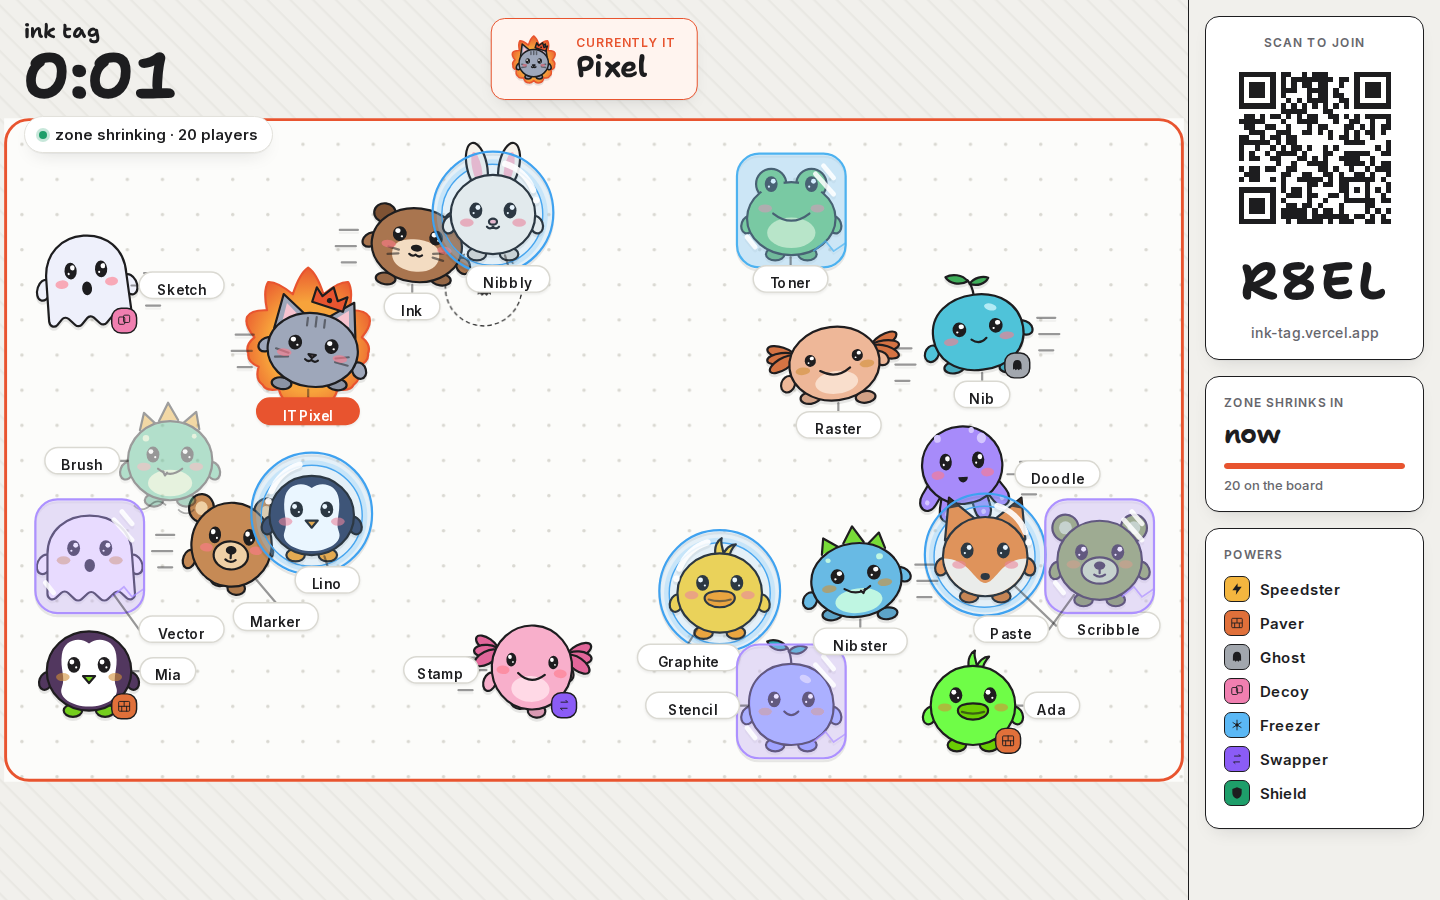 ink tag
0:01
CURRENTLY IT
Pixel
zone shrinking · 20 players
Nibbly
Toner
Sketch
Ink
Nib
IT Pixel
Raster
Brush
Doodle
Lino
Marker
Vector
Paste
Scribble
Nibster
Graphite
Mia
Stamp
Stencil
Ada
SCAN TO JOIN
R8EL
ink-tag.vercel.app
ZONE SHRINKS IN
now
20 on the board
POWERS
Speedster
Paver
Ghost
Decoy
Freezer
Swapper
Shield